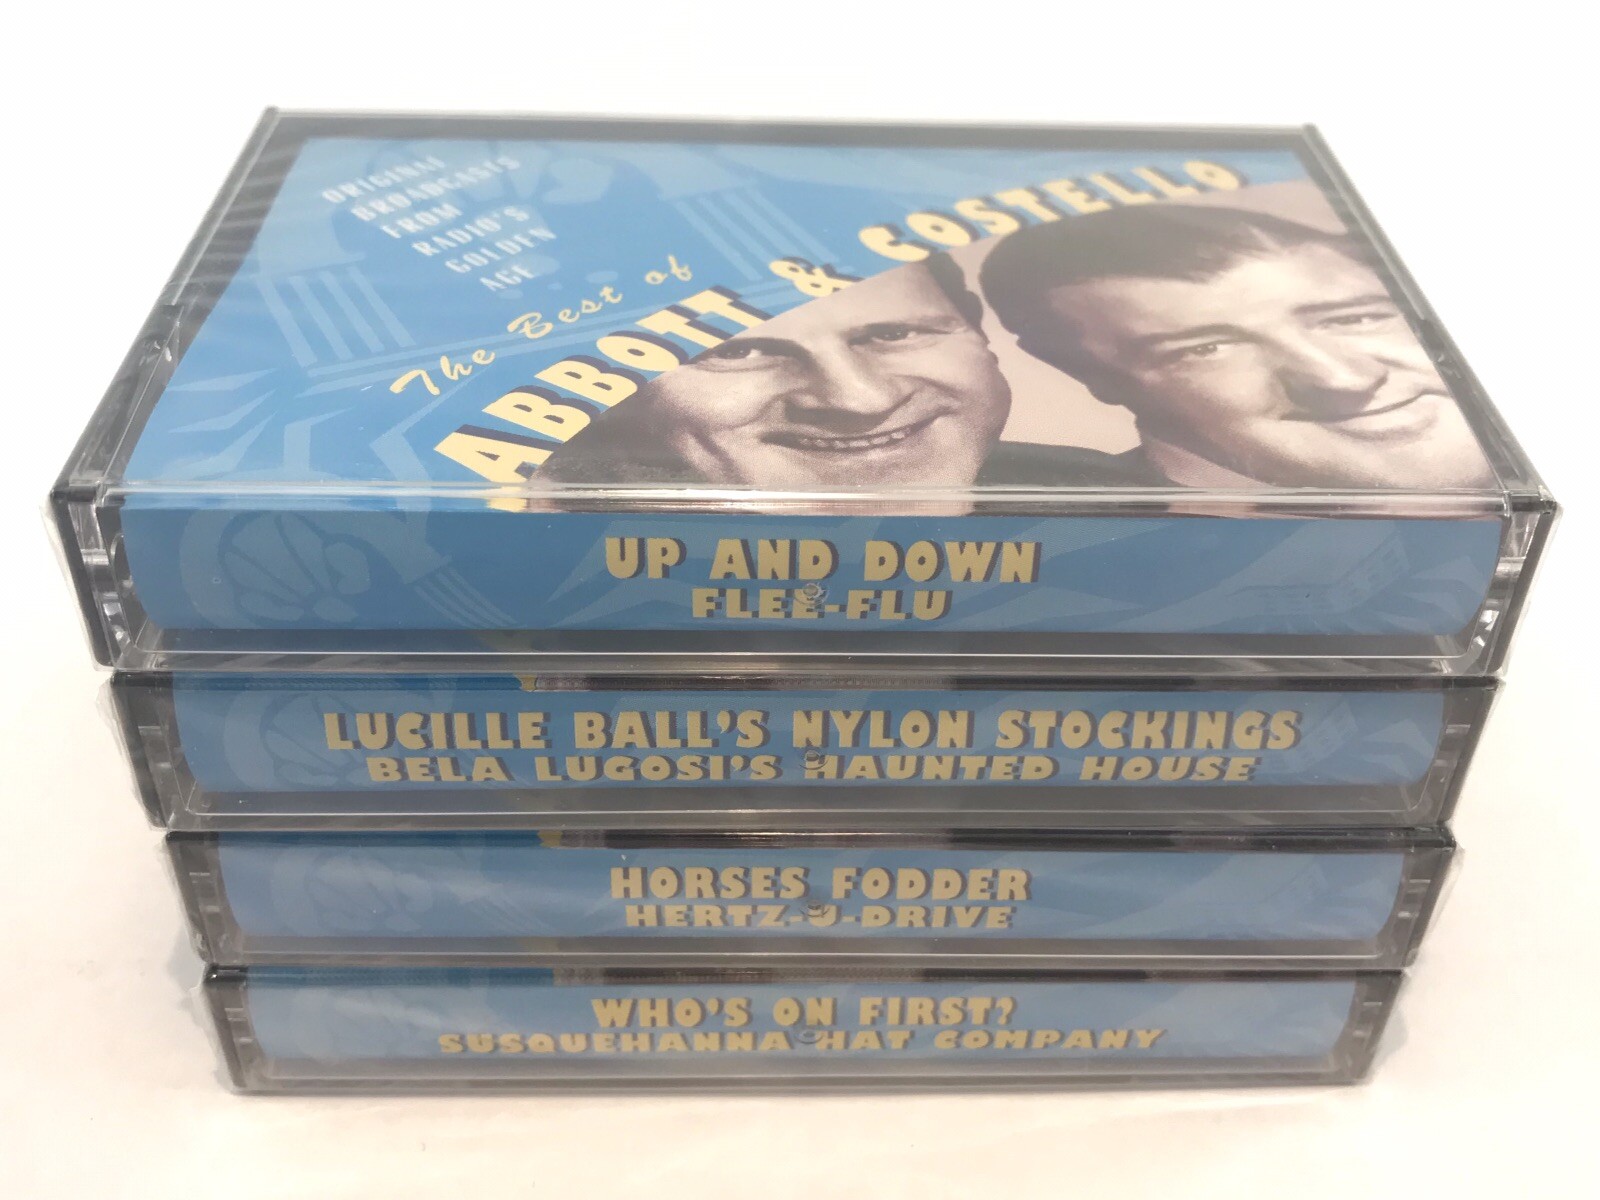 ORIGINAL
BROADCASTS
FROM
RADIO'S
GOLDEN
AGE
The Best of
ABBOTT & COSTELLO
UP AND DOWN
FLEE-FLU
LUCILLE BALL'S NYLON STOCKINGS
BELA LUGOSI'S HAUNTED HOUSE
HORSES FODDER
HERTZ-U-DRIVE
WHO'S ON FIRST?
SUSQUEHANNA HAT COMPANY